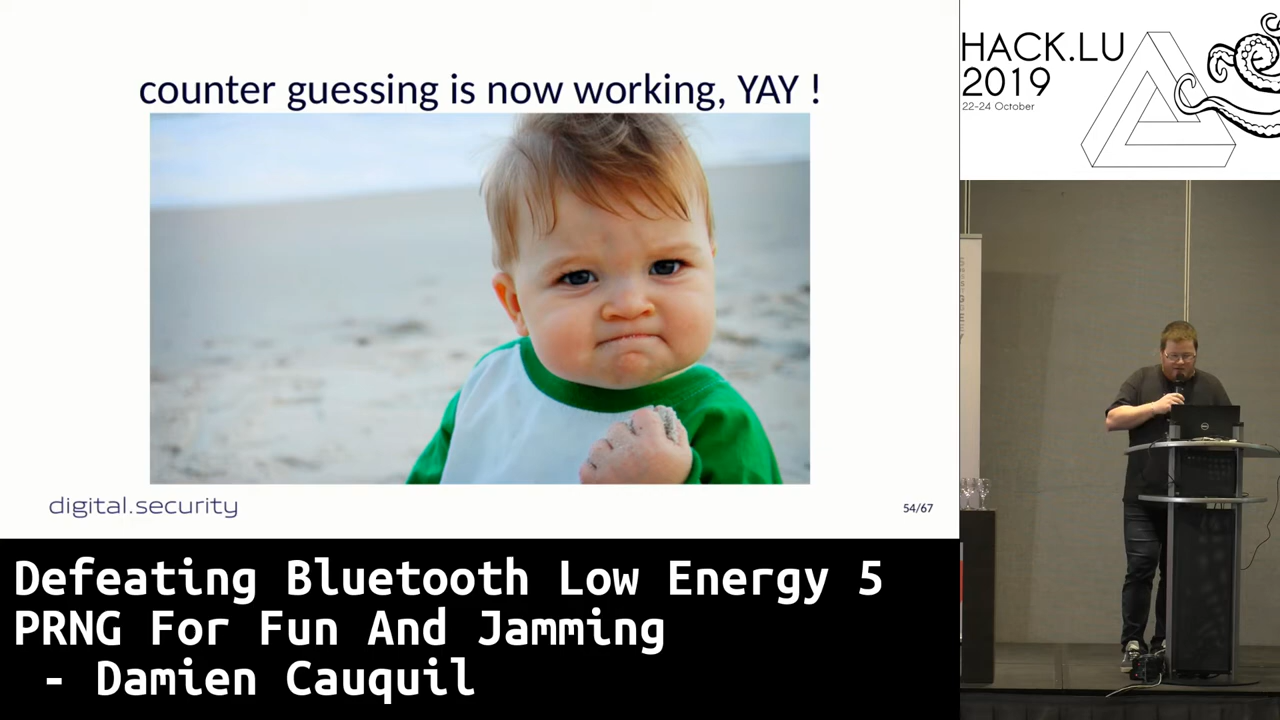 counter guessing is now working, YAY !
digital.security
54/67
HACK.LU
2019
22-24 October
Defeating Bluetooth Low Energy 5
PRNG For Fun And Jamming
- Damien Cauquil